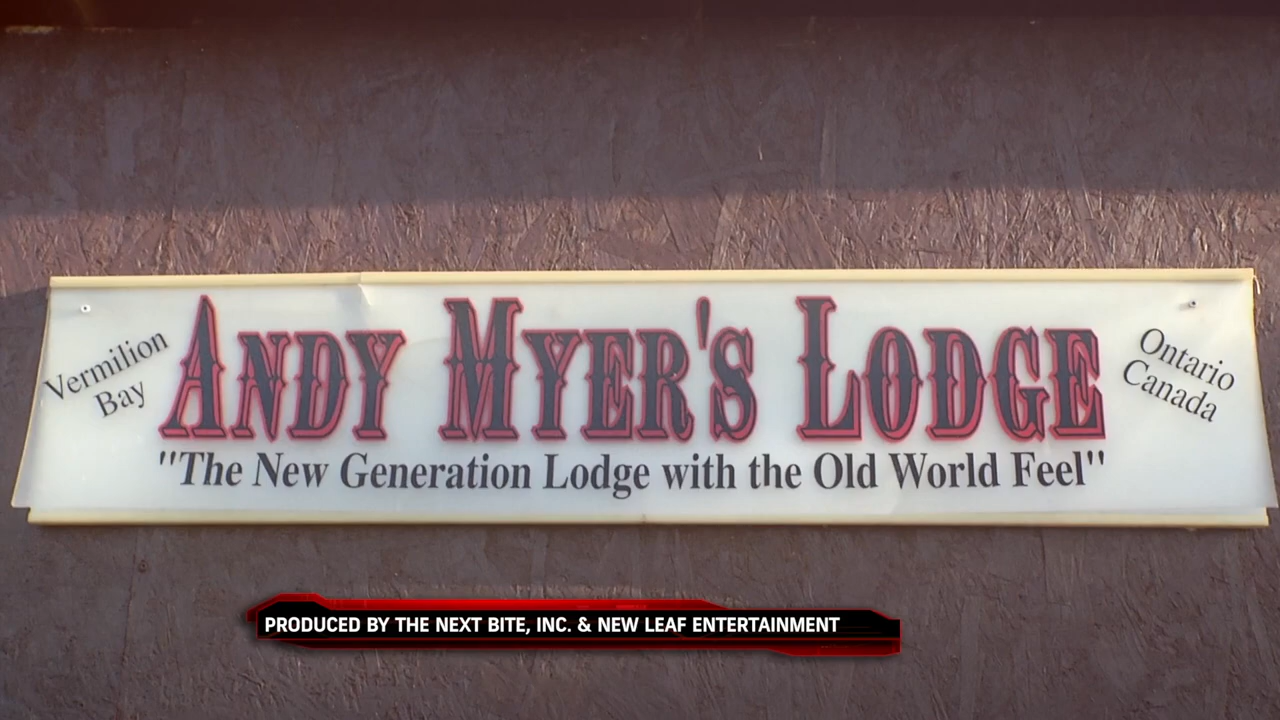 Vermilion
Bay
ANDY MYER'S LODGE
Ontario
Canada
"The New Generation Lodge with the Old World Feel"
PRODUCED BY THE NEXT BITE, INC. & NEW LEAF ENTERTAINMENT